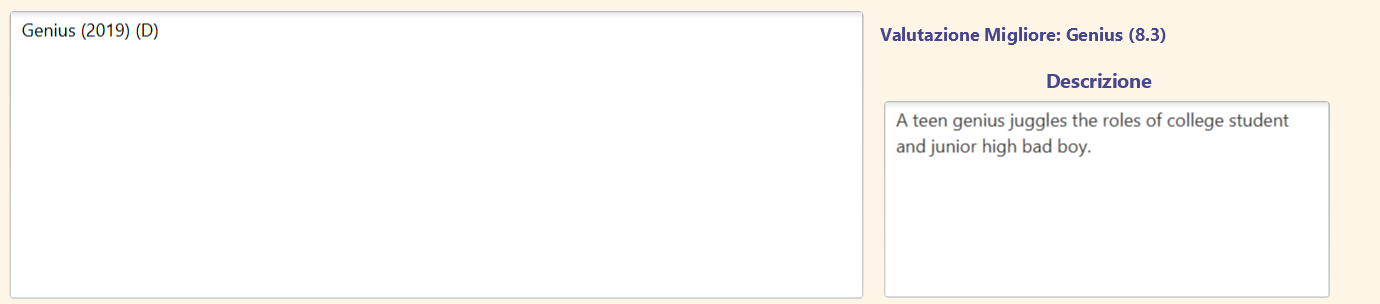 Genius (2019) (D)
Valutazione Migliore: Genius (8.3)
Descrizione
A teen genius juggles the roles of college student
and junior high bad boy.